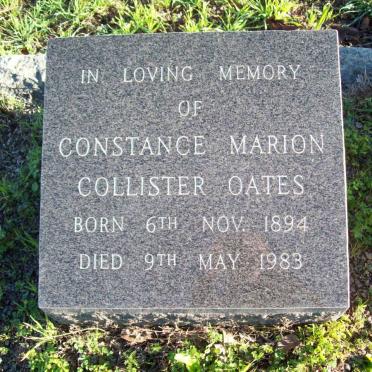 IN LOVING MEMORY
OF
CONSTANCE MARION
COLLISTER OATES
BORN 6TH NOV. 1894
DIED 9TH MAY 1983